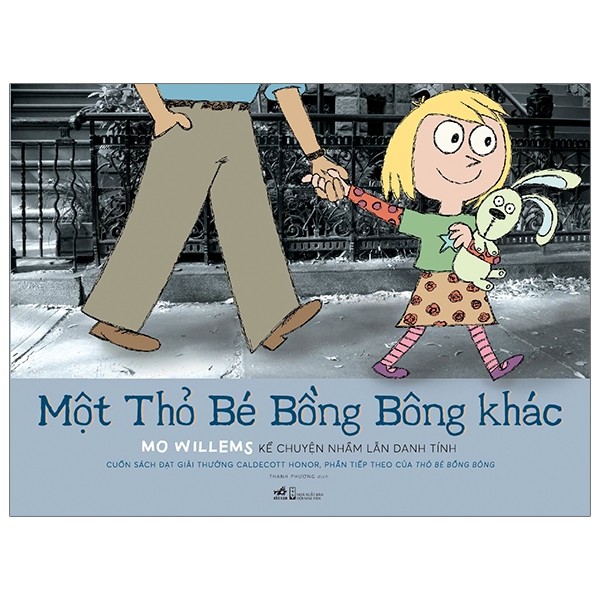 Một Thỏ Bé Bồng Bông khác
MO WILLEMS KỂ CHUYỆN NHẦM LẪN DANH TÍNH
CUỐN SÁCH ĐẠT GIẢI THƯỞNG CALDECOTT HONOR, PHẦN TIẾP THEO CỦA THỎ BÉ BỒNG BÔNG
THANH PHƯƠNG dịch